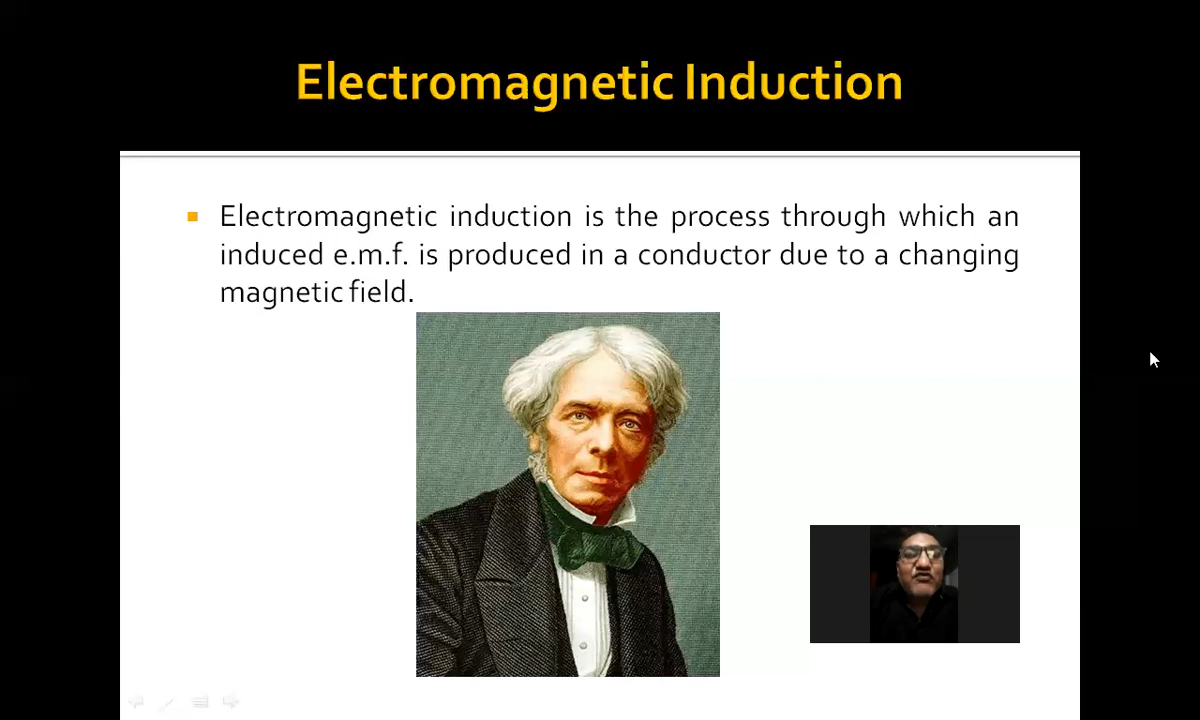 Electromagnetic Induction
Electromagnetic induction is the process through which an
induced e.m.f. is produced in a conductor due to a changing
magnetic field.